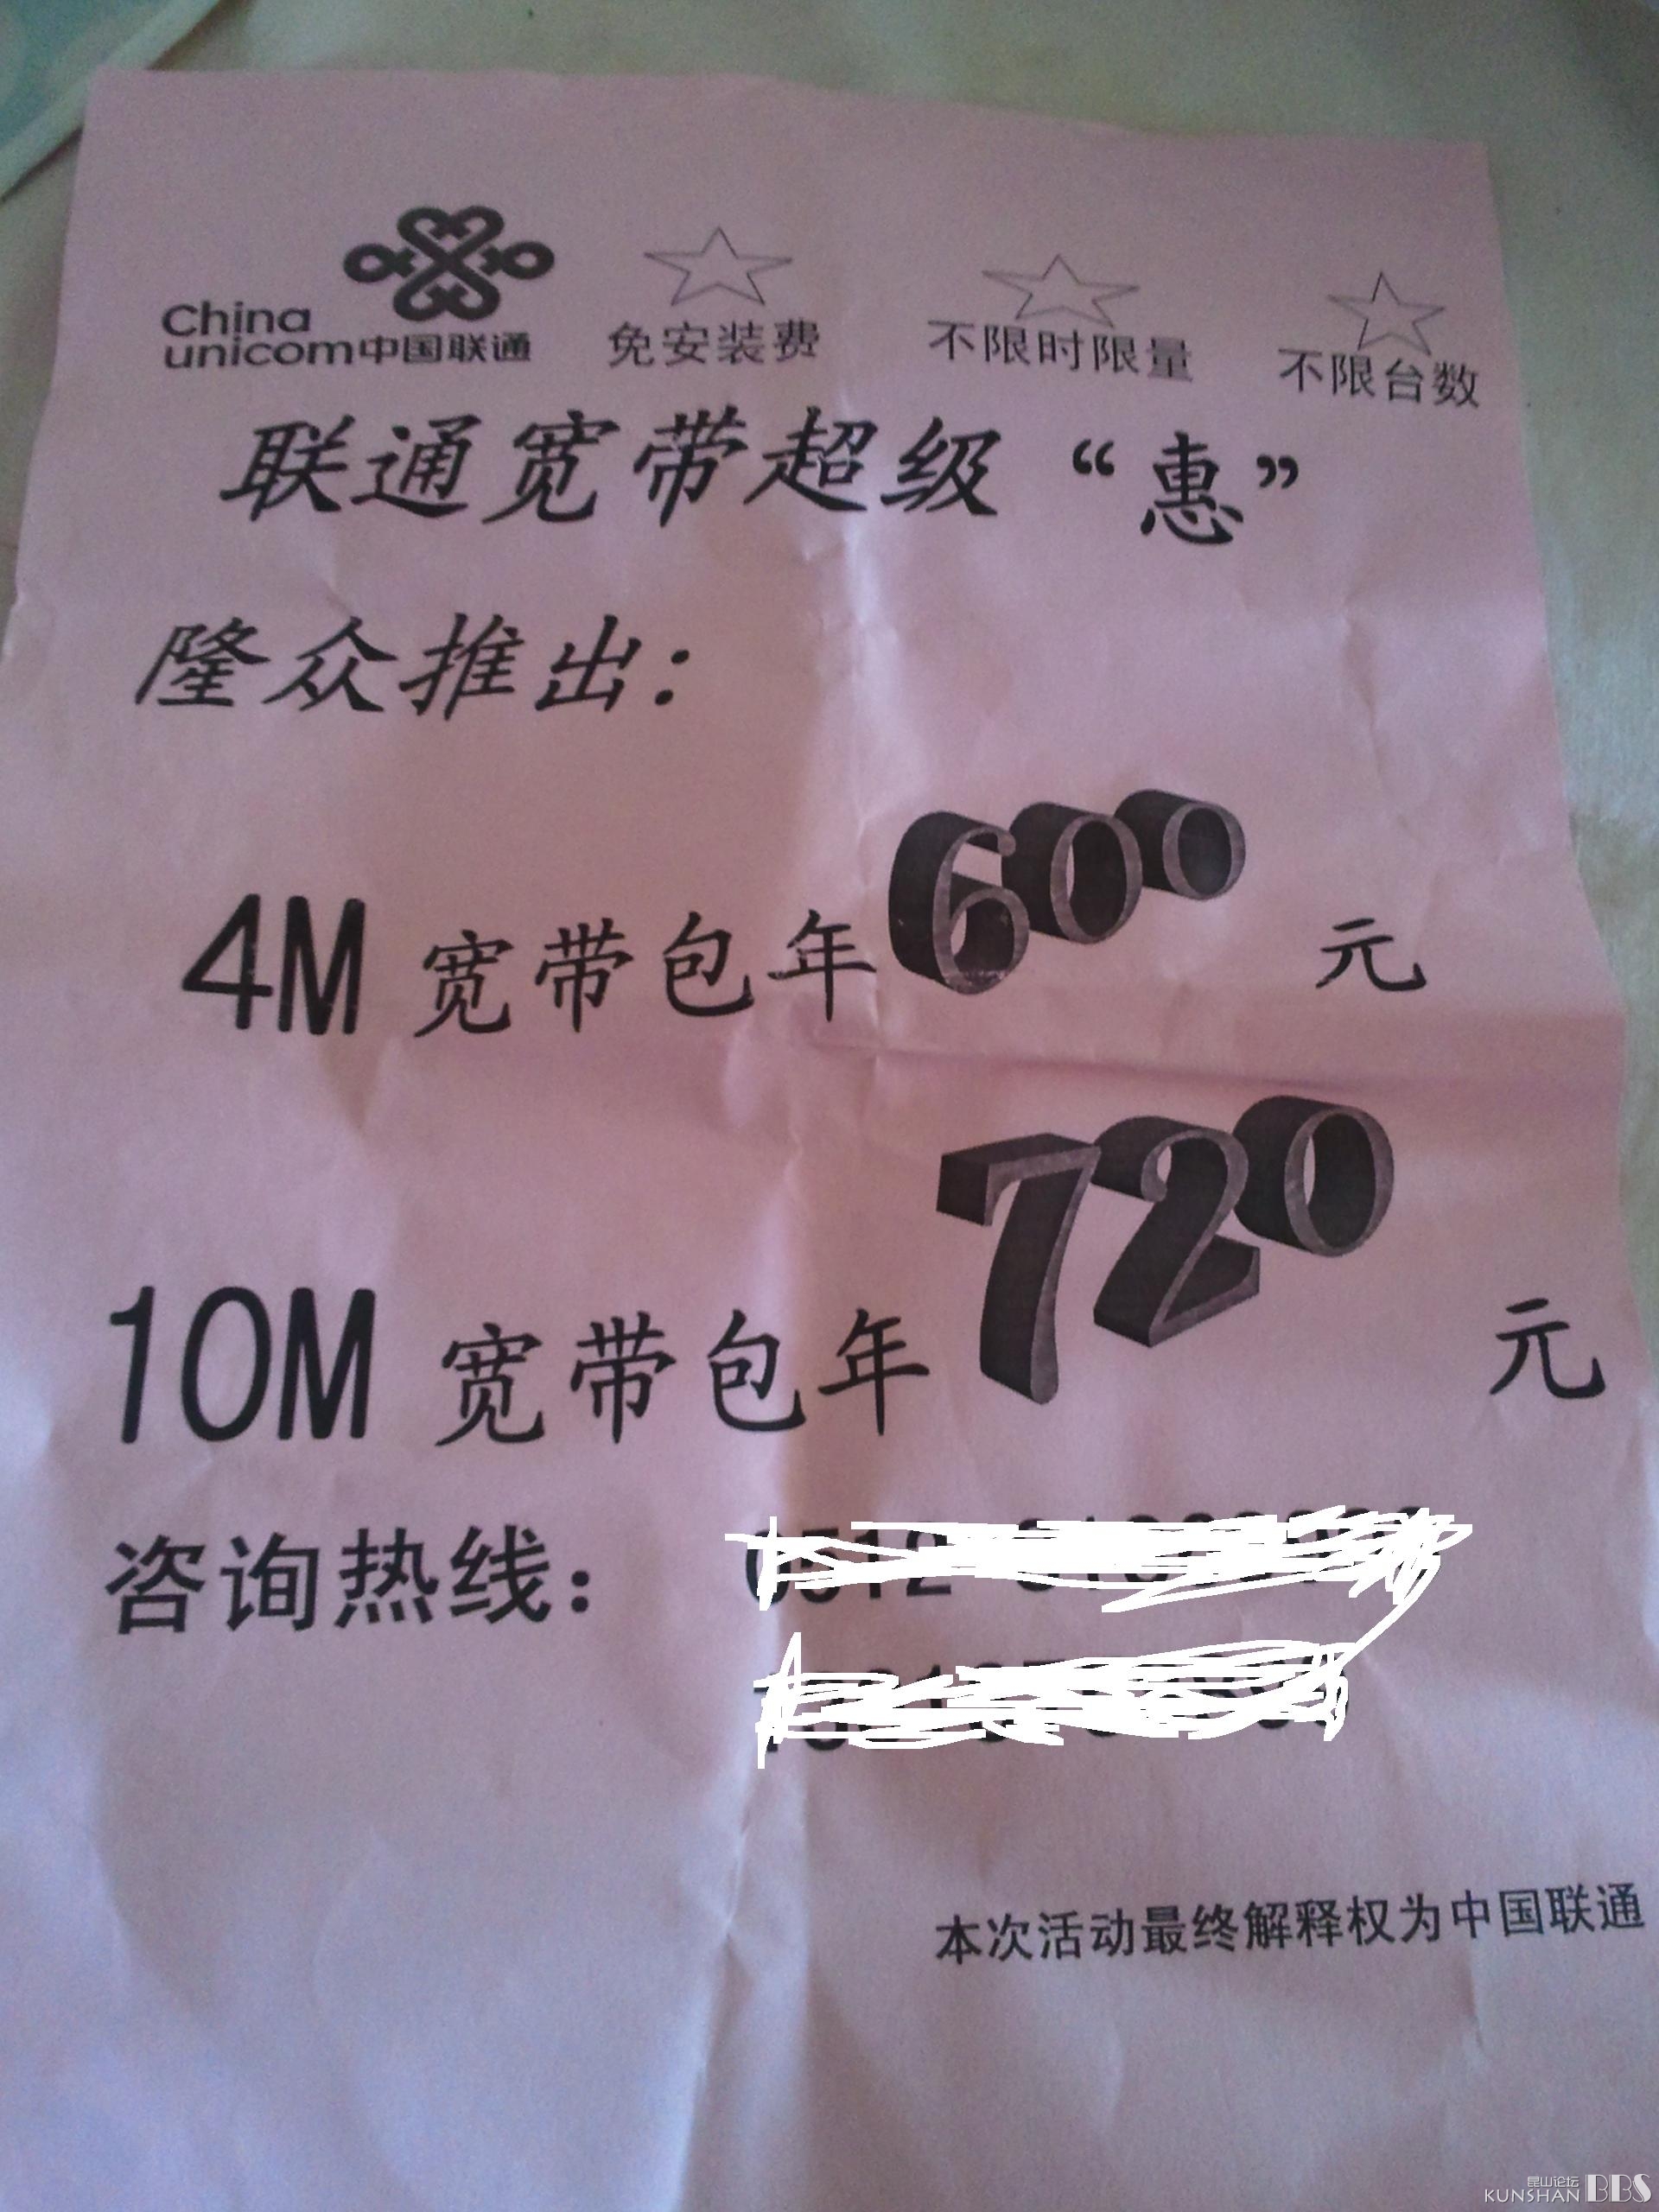 China
unicom中国联通
免安装费
不限时限量
不限台数
联通宽带超级“惠”
隆众推出：
4M 宽带包年600 元
10M 宽带包年720 元
咨询热线： 0512
本次活动最终解释权为中国联通
昆山论坛
KUNSHAN BBS